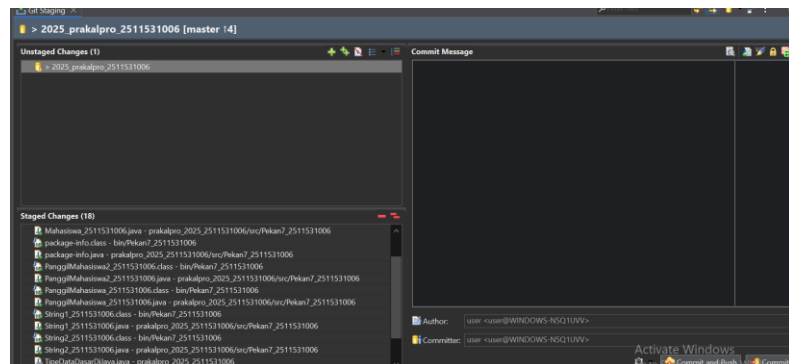 Git Staging
> 2025_prakalpro_2511531006 [master ↑4]
Unstaged Changes (1)
> 2025_prakalpro_2511531006
Staged Changes (18)
Mahasiswa_2511531006.java - prakalpro_2025_2511531006/src/Pekan7_2511531006
package-info.class - bin/Pekan7_2511531006
package-info.java - prakalpro_2025_2511531006/src/Pekan7_2511531006
PanggilMahasiswa2_2511531006.class - bin/Pekan7_2511531006
PanggilMahasiswa2_2511531006.java - prakalpro_2025_2511531006/src/Pekan7_2511531006
PanggilMahasiswa_2511531006.class - bin/Pekan7_2511531006
PanggilMahasiswa_2511531006.java - prakalpro_2025_2511531006/src/Pekan7_2511531006
String1_2511531006.class - bin/Pekan7_2511531006
String1_2511531006.java - prakalpro_2025_2511531006/src/Pekan7_2511531006
String2_2511531006.class - bin/Pekan7_2511531006
String2_2511531006.java - prakalpro_2025_2511531006/src/Pekan7_2511531006
TipeDataDasarDiJava.java - prakalpro_2025_2511531006
Commit Message
Author: user <user@WINDOWS-NSQ1UVV>
Committer: user <user@WINDOWS-NSQ1UVV>
Activate Windows
Commit and Push
Commit